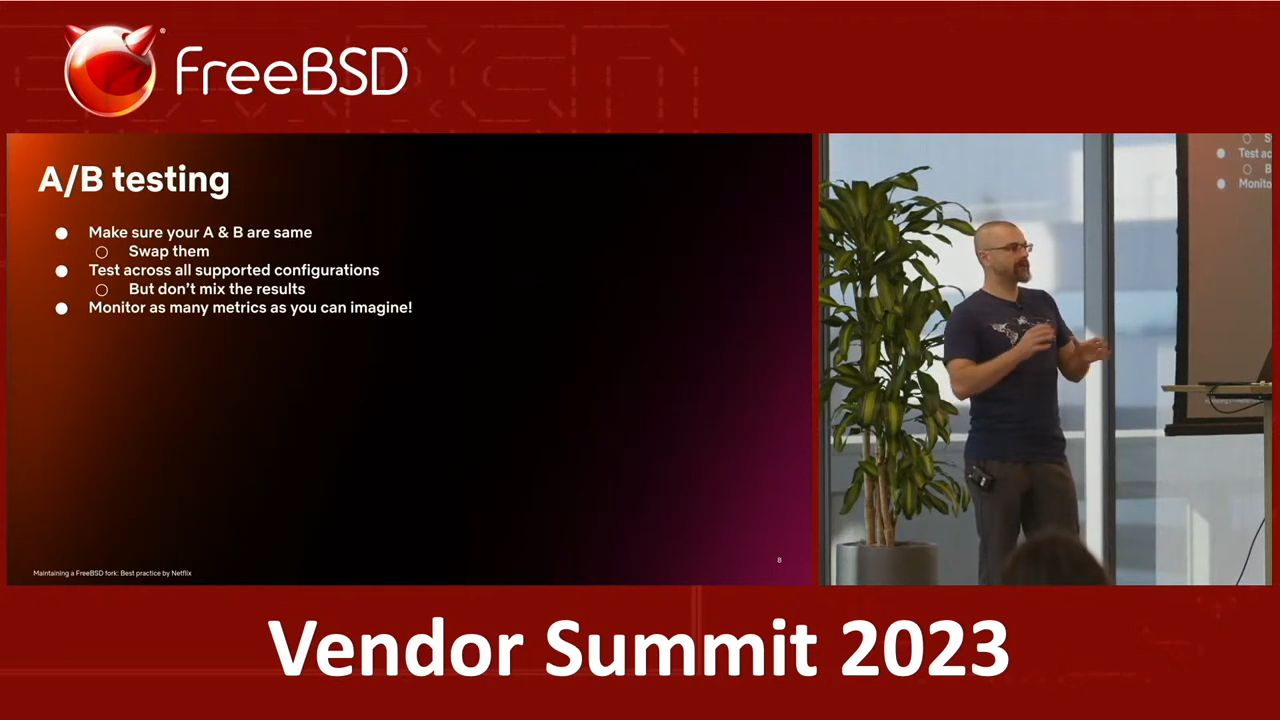 FreeBSD®
A/B testing
● Make sure your A & B are same
○ Swap them
● Test across all supported configurations
○ But don't mix the results
● Monitor as many metrics as you can imagine!
8
Maintaining a FreeBSD fork: Best practice by Netflix
● Test ac
● Monito
Vendor Summit 2023